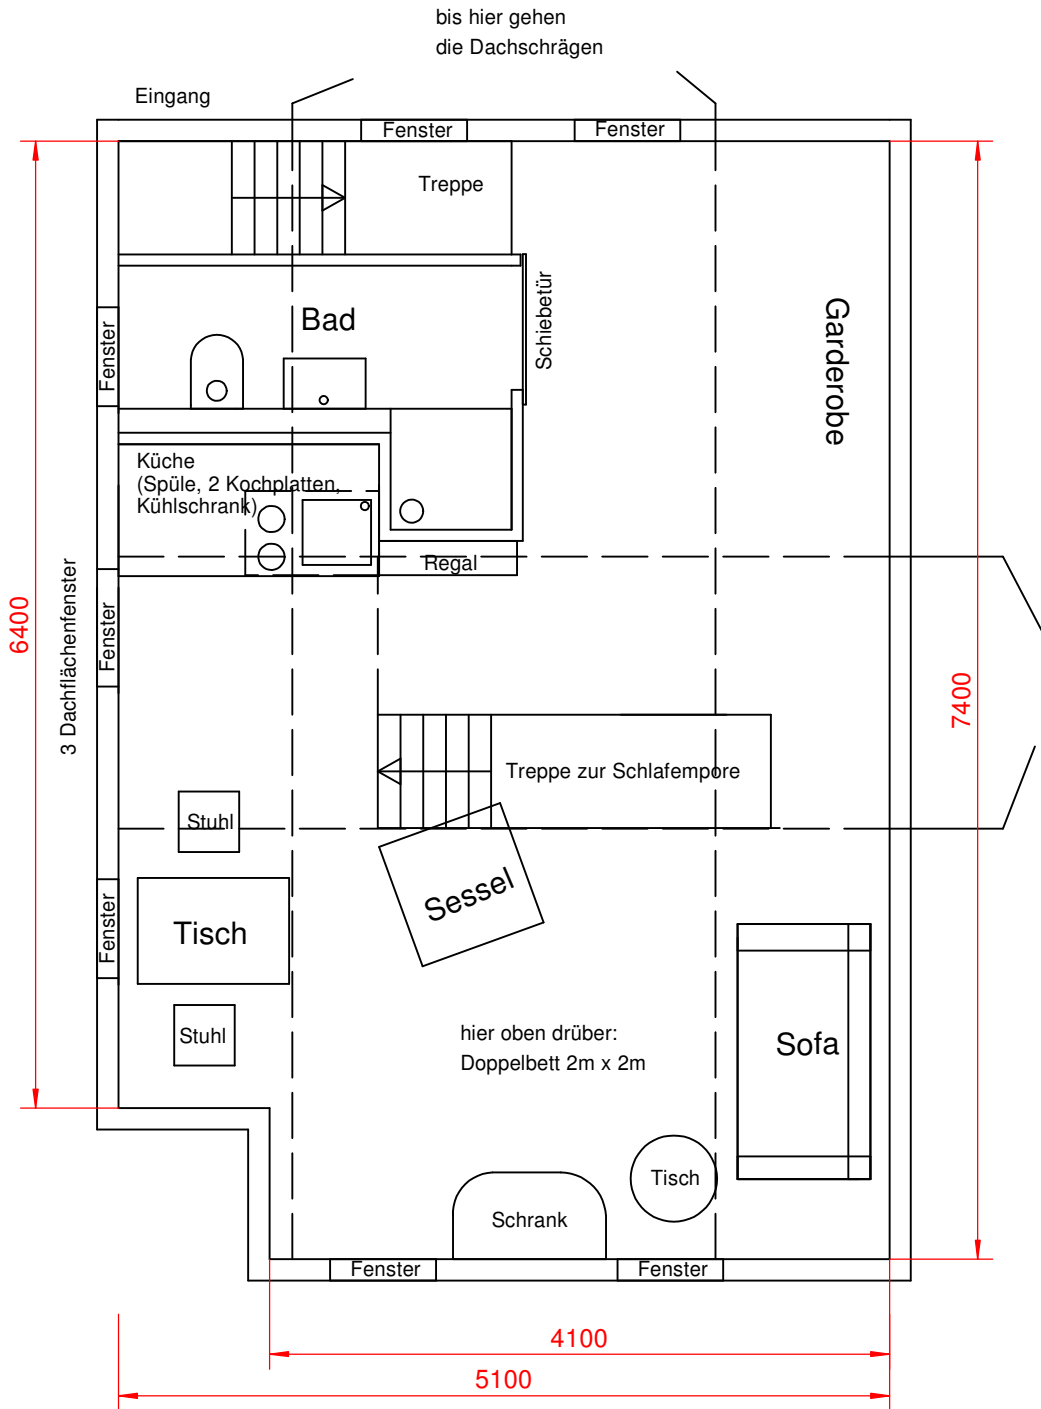 bis hier gehen
die Dachschrägen
Eingang
Fenster
Fenster
Treppe
Bad
Schiebetür
Garderobe
Fenster
Küche
(Spüle, 2 Kochplatten,
Kühlschrank)
Regal
3 Dachflächenfenster
6400
Fenster
7400
Treppe zur Schlafempore
Stuhl
Sessel
Tisch
Fenster
Stuhl
hier oben drüber:
Doppelbett 2m x 2m
Sofa
Tisch
Schrank
Fenster
Fenster
4100
5100